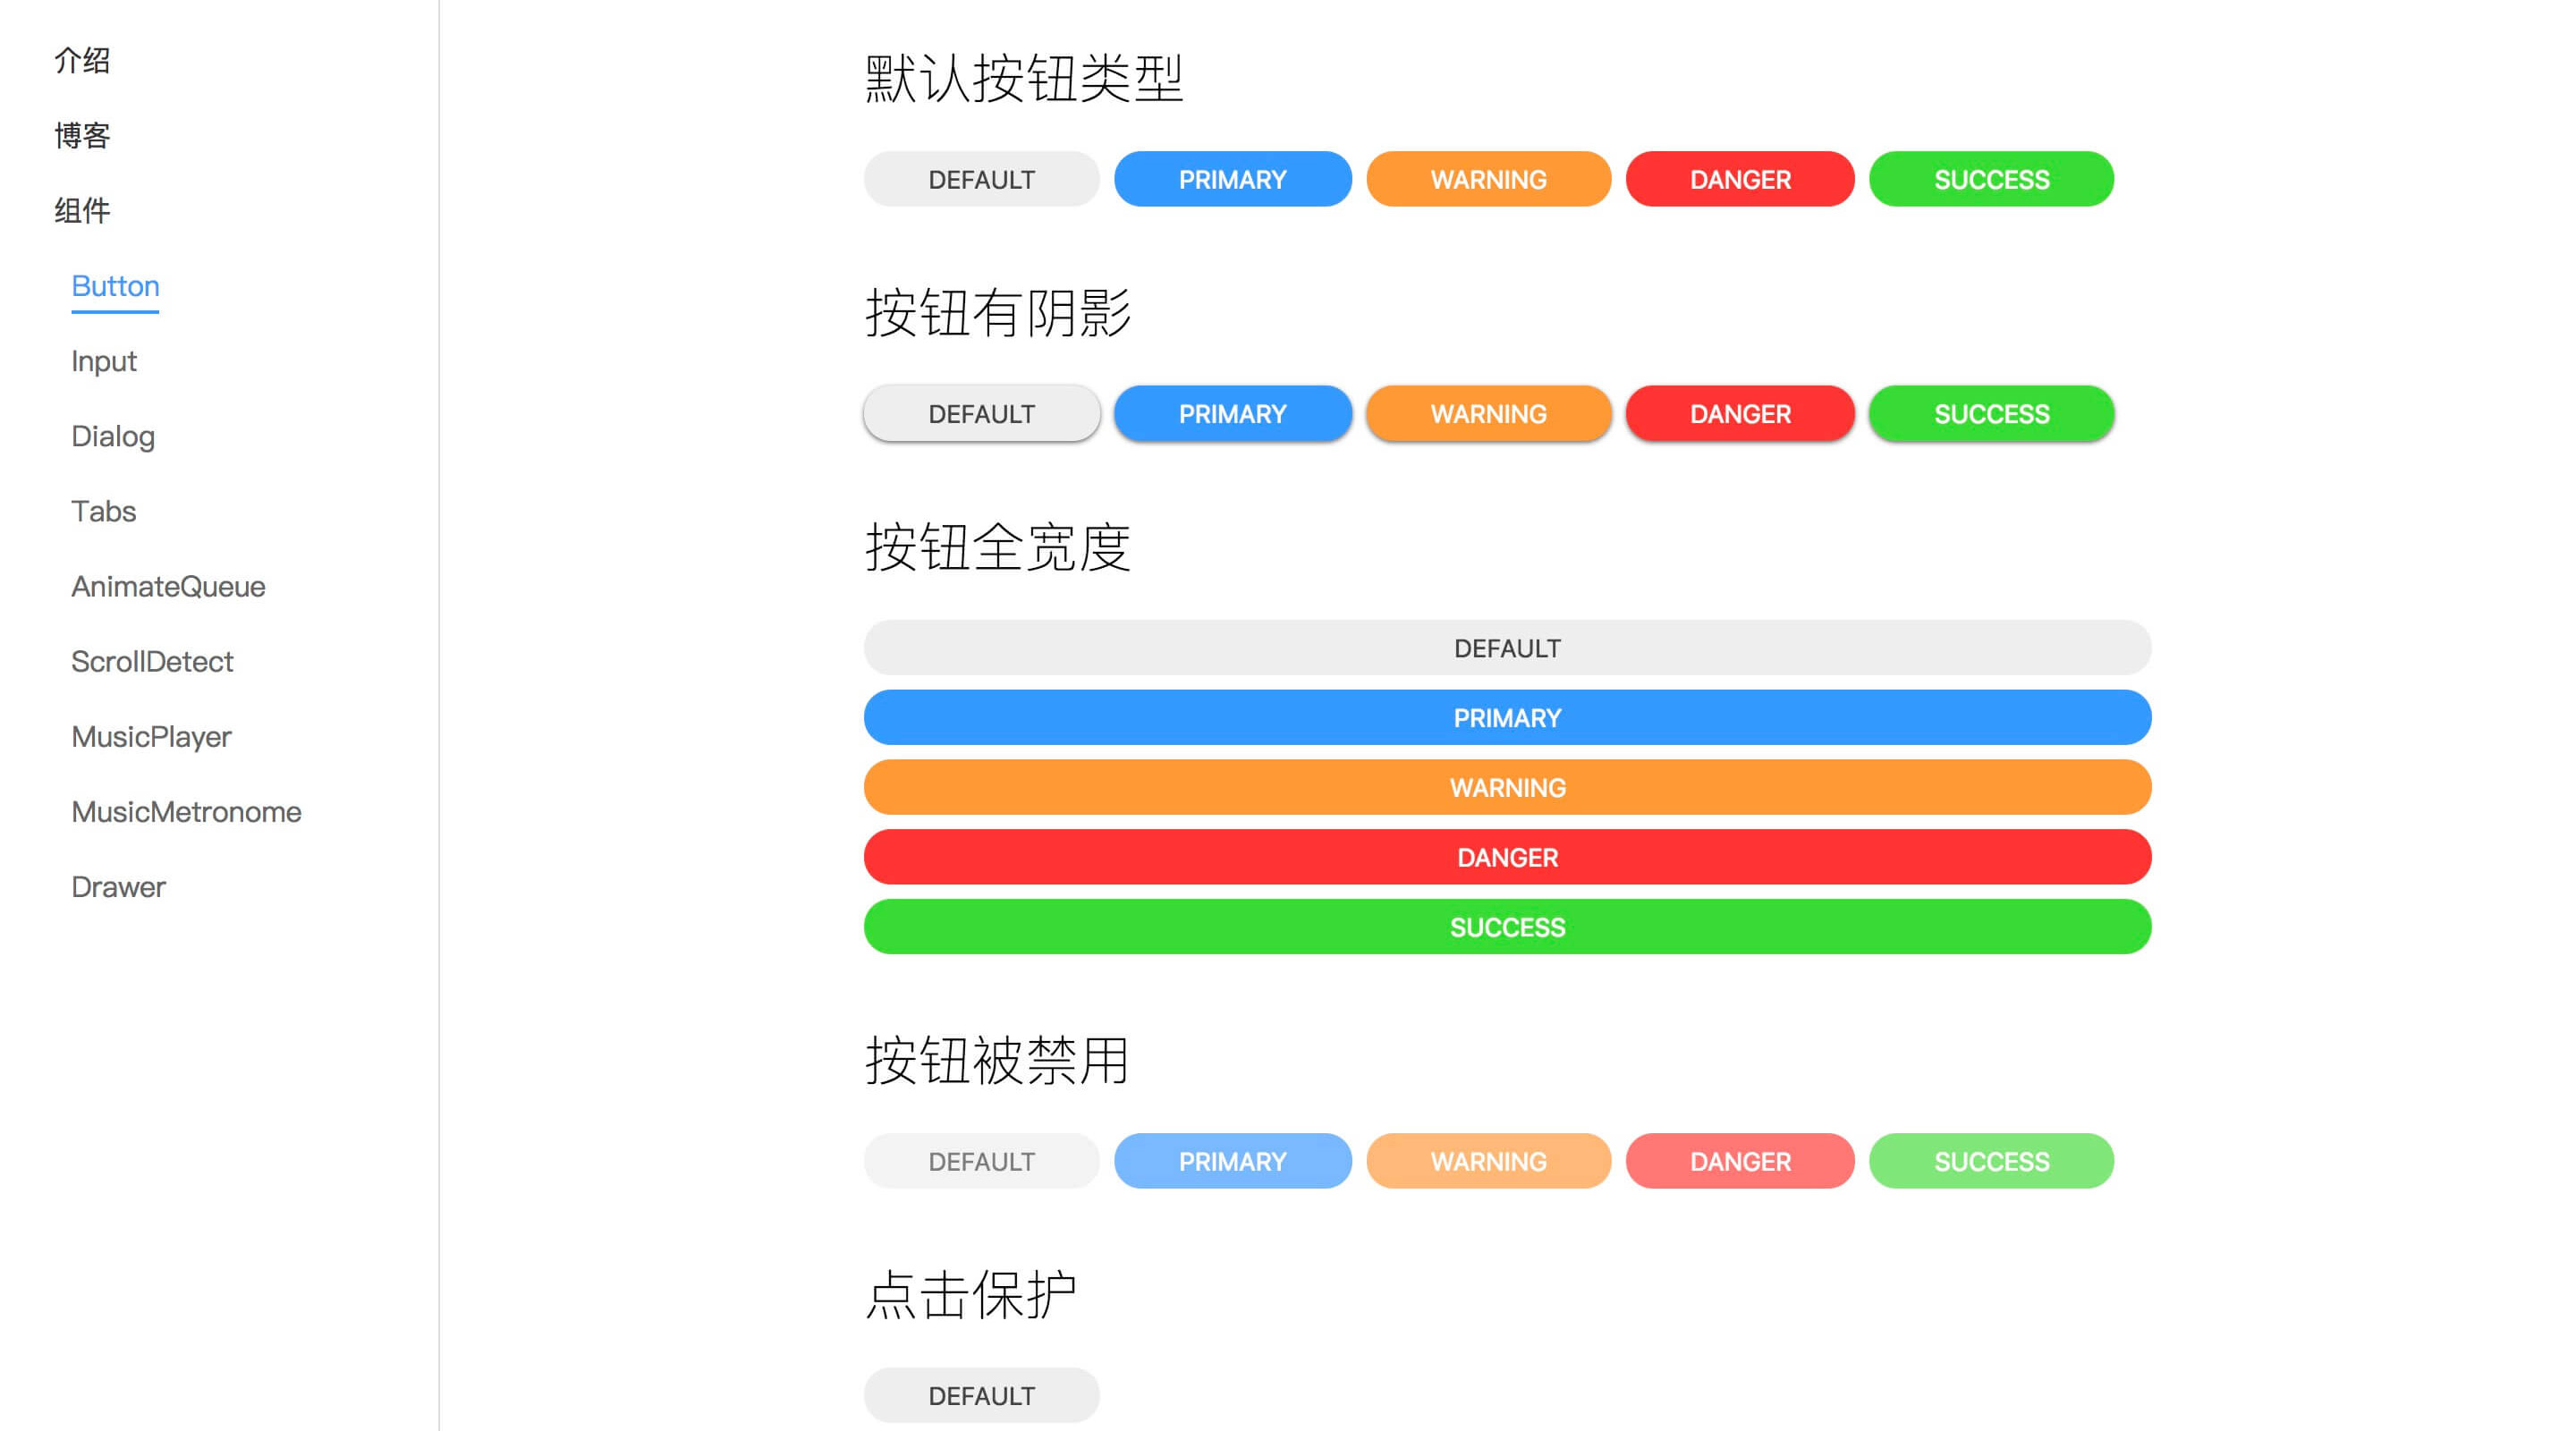 介绍
博客
组件
Button
Input
Dialog
Tabs
AnimateQueue
ScrollDetect
MusicPlayer
MusicMetronome
Drawer
默认按钮类型
DEFAULT PRIMARY WARNING DANGER SUCCESS
按钮有阴影
DEFAULT PRIMARY WARNING DANGER SUCCESS
按钮全宽度
DEFAULT
PRIMARY
WARNING
DANGER
SUCCESS
按钮被禁用
DEFAULT PRIMARY WARNING DANGER SUCCESS
点击保护
DEFAULT